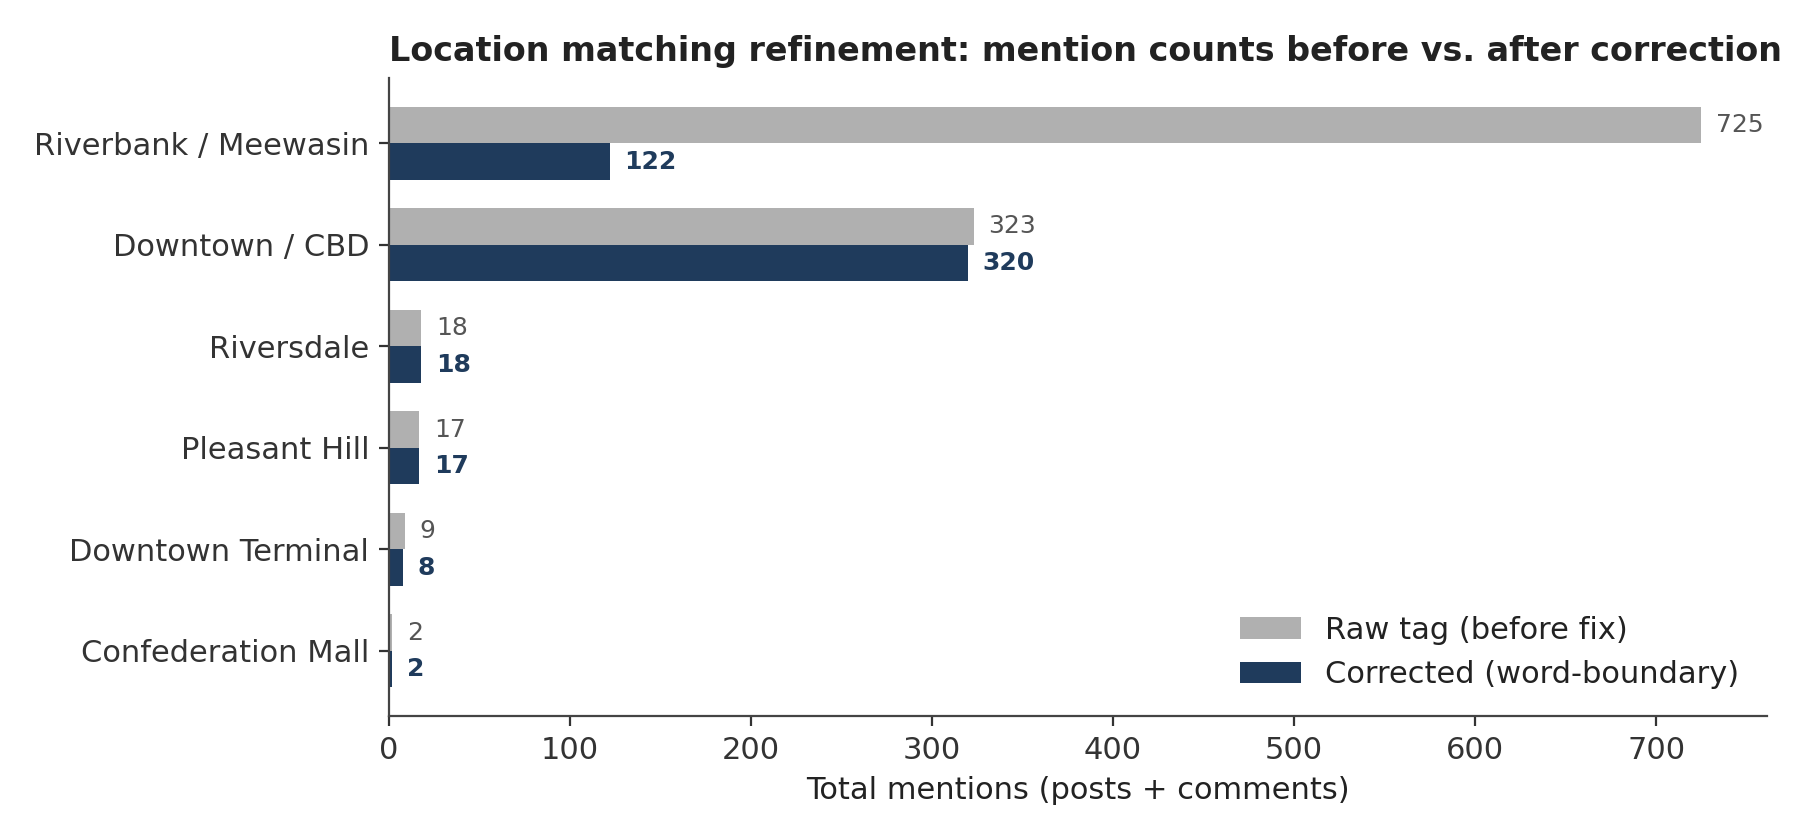 Location matching refinement: mention counts before vs. after correction
Riverbank / Meewasin
725
122
Downtown / CBD
323
320
Riversdale
18
18
Pleasant Hill
17
17
Downtown Terminal
9
8
Confederation Mall
2
2
Raw tag (before fix)
Corrected (word-boundary)
0 100 200 300 400 500 600 700
Total mentions (posts + comments)